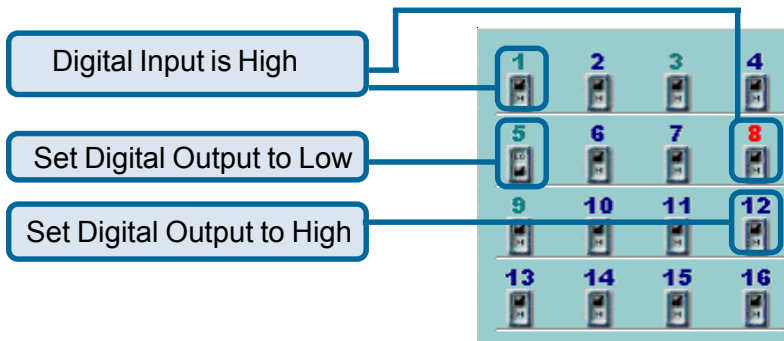 Digital Input is High
Set Digital Output to Low
Set Digital Output to High
1 2 3 4
H H H H
5 6 7 8
LO H H H
9 10 11 12
H H H H
13 14 15 16
H H H H